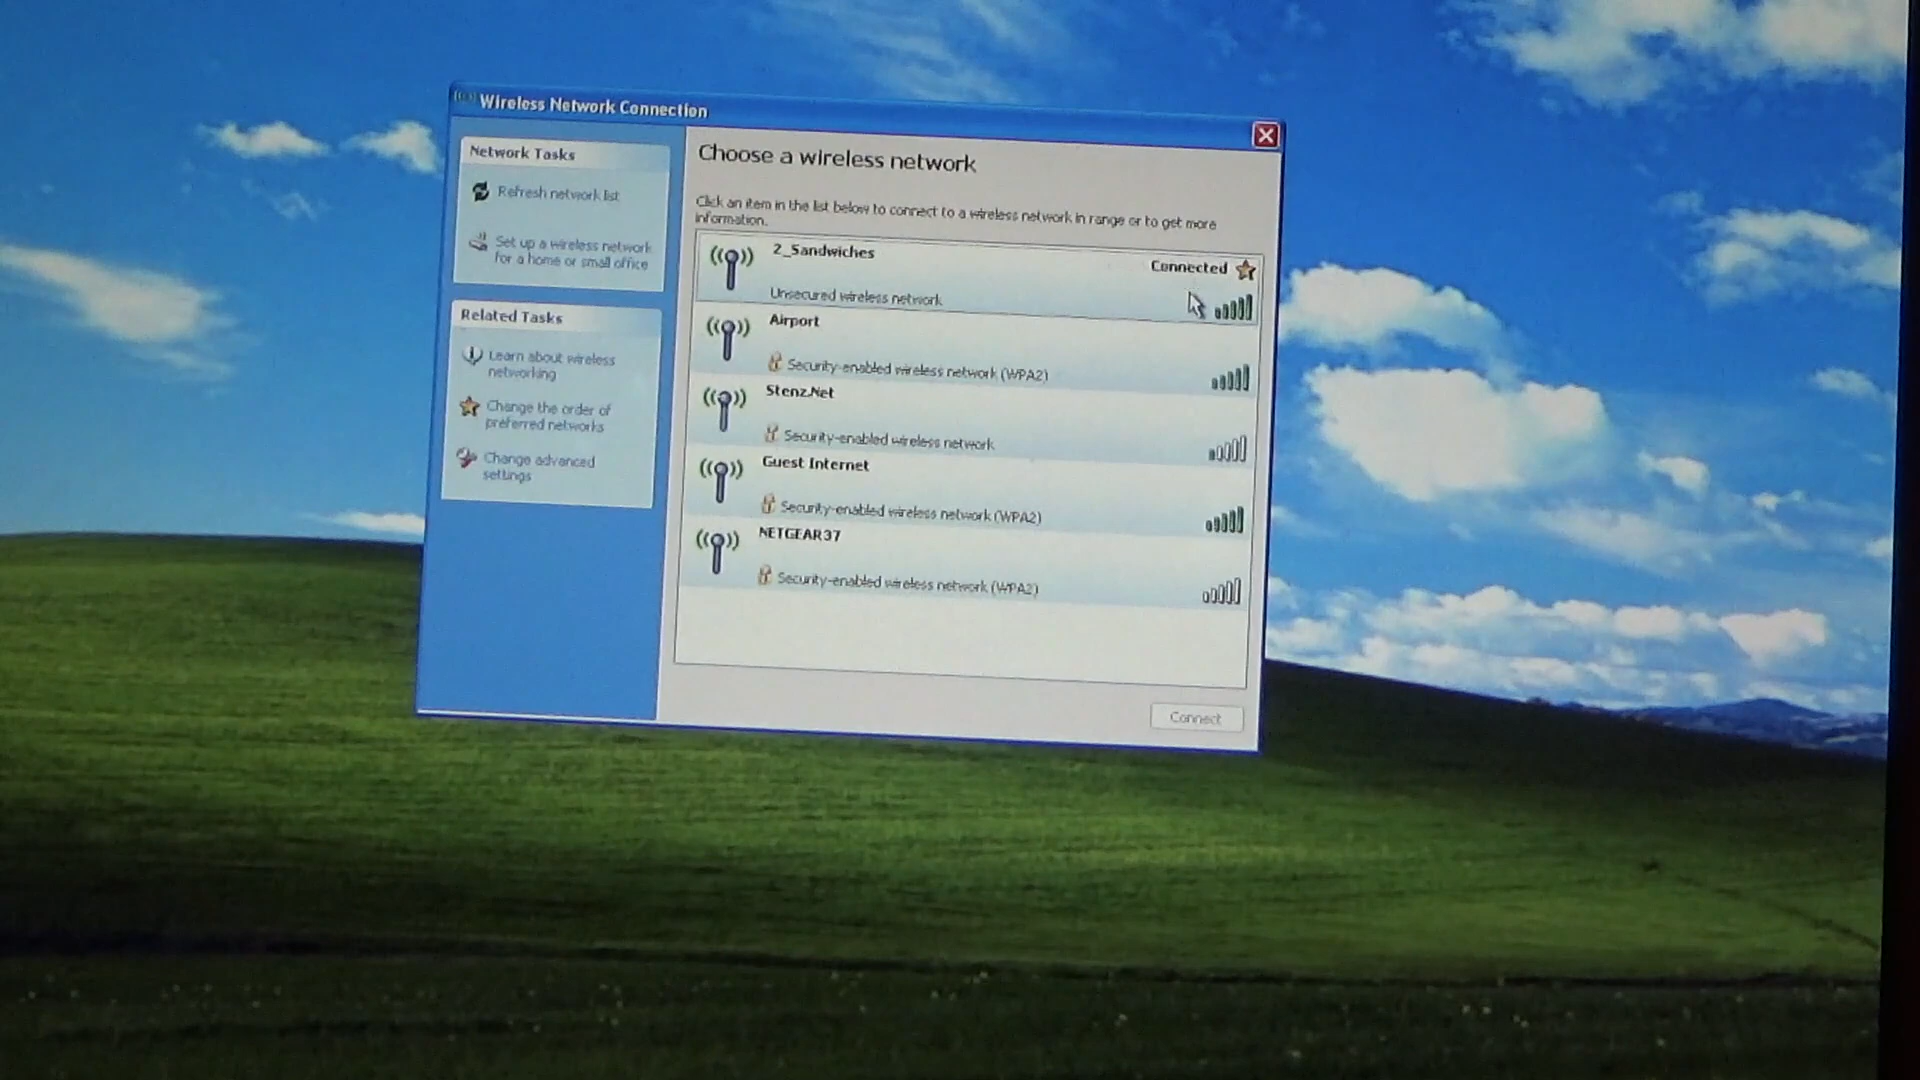 Wireless Network Connection
Network Tasks
Refresh network list
Set up a wireless network
for a home or small office
Related Tasks
Learn about wireless
networking
Change the order of
preferred networks
Change advanced
settings
Choose a wireless network
Click an item in the list below to connect to a wireless network in range or to get more
information.
2_Sandwiches
Connected
Unsecured wireless network
Airport
Security-enabled wireless network (WPA2)
Stenz.Net
Security-enabled wireless network
Guest Internet
Security-enabled wireless network (WPA2)
NETGEAR37
Security-enabled wireless network (WPA2)
Connect